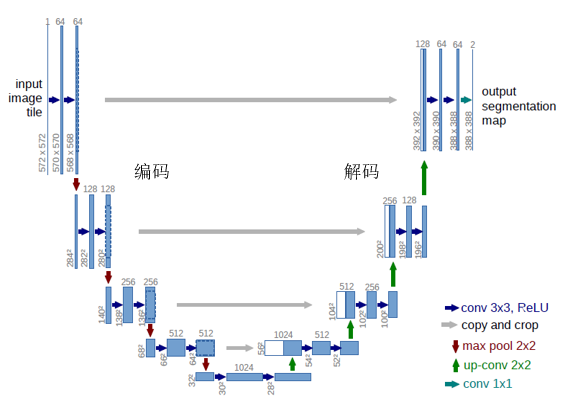 1 64 64
input
image
tile
572 x 572
570 x 570
568 x 568
编码
128 128
284²
282²
280²
256 256
140²
138²
136²
512 512
68²
66²
64²
1024
32²
30²
28²
解码
128 64 64 2
output
segmentation
map
392 x 392
390 x 390
388 x 388
388 x 388
256 128
200²
198²
196²
512 256
104²
102²
100²
1024 512
56²
54²
52²
conv 3x3, ReLU
copy and crop
max pool 2x2
up-conv 2x2
conv 1x1